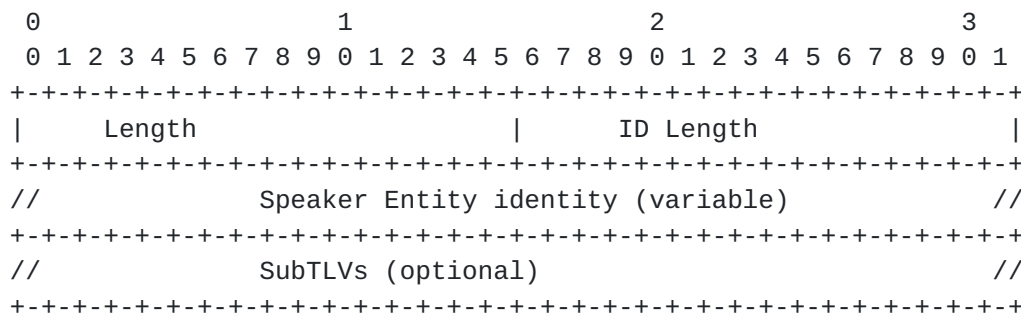 0                   1                   2                   3
 0 1 2 3 4 5 6 7 8 9 0 1 2 3 4 5 6 7 8 9 0 1 2 3 4 5 6 7 8 9 0 1
+-+-+-+-+-+-+-+-+-+-+-+-+-+-+-+-+-+-+-+-+-+-+-+-+-+-+-+-+-+-+-+-+
|     Length                    |      ID Length                |
+-+-+-+-+-+-+-+-+-+-+-+-+-+-+-+-+-+-+-+-+-+-+-+-+-+-+-+-+-+-+-+-+
//              Speaker Entity identity (variable)             //
+-+-+-+-+-+-+-+-+-+-+-+-+-+-+-+-+-+-+-+-+-+-+-+-+-+-+-+-+-+-+-+-+
//              SubTLVs (optional)                             //
+-+-+-+-+-+-+-+-+-+-+-+-+-+-+-+-+-+-+-+-+-+-+-+-+-+-+-+-+-+-+-+-+